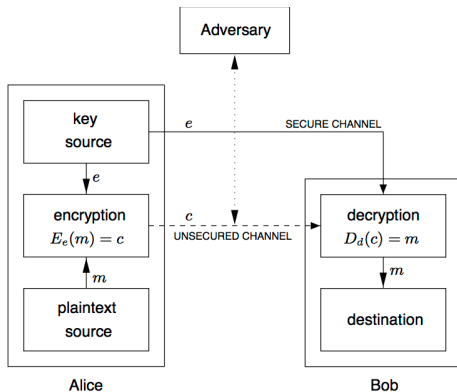 Adversary
key
source
e
SECURE CHANNEL
e
encryption
E_e(m) = c
c
UNSECURED CHANNEL
decryption
D_d(c) = m
m
m
plaintext
source
destination
Alice
Bob